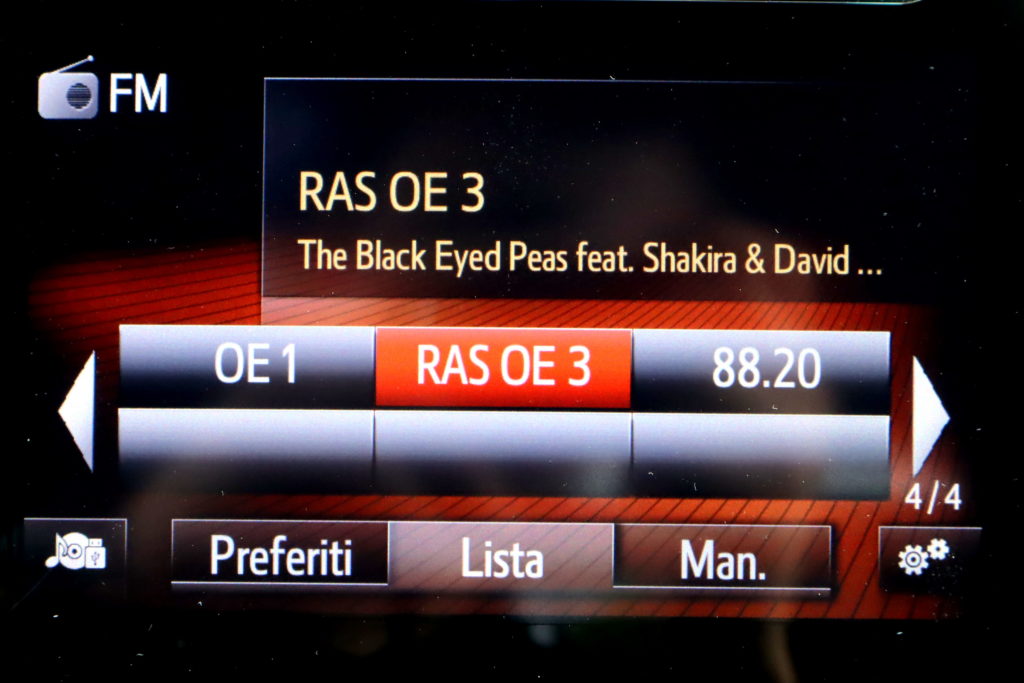 FM
RAS OE 3
The Black Eyed Peas feat. Shakira & David ...
OE 1
RAS OE 3
88.20
4/4
Preferiti
Lista
Man.